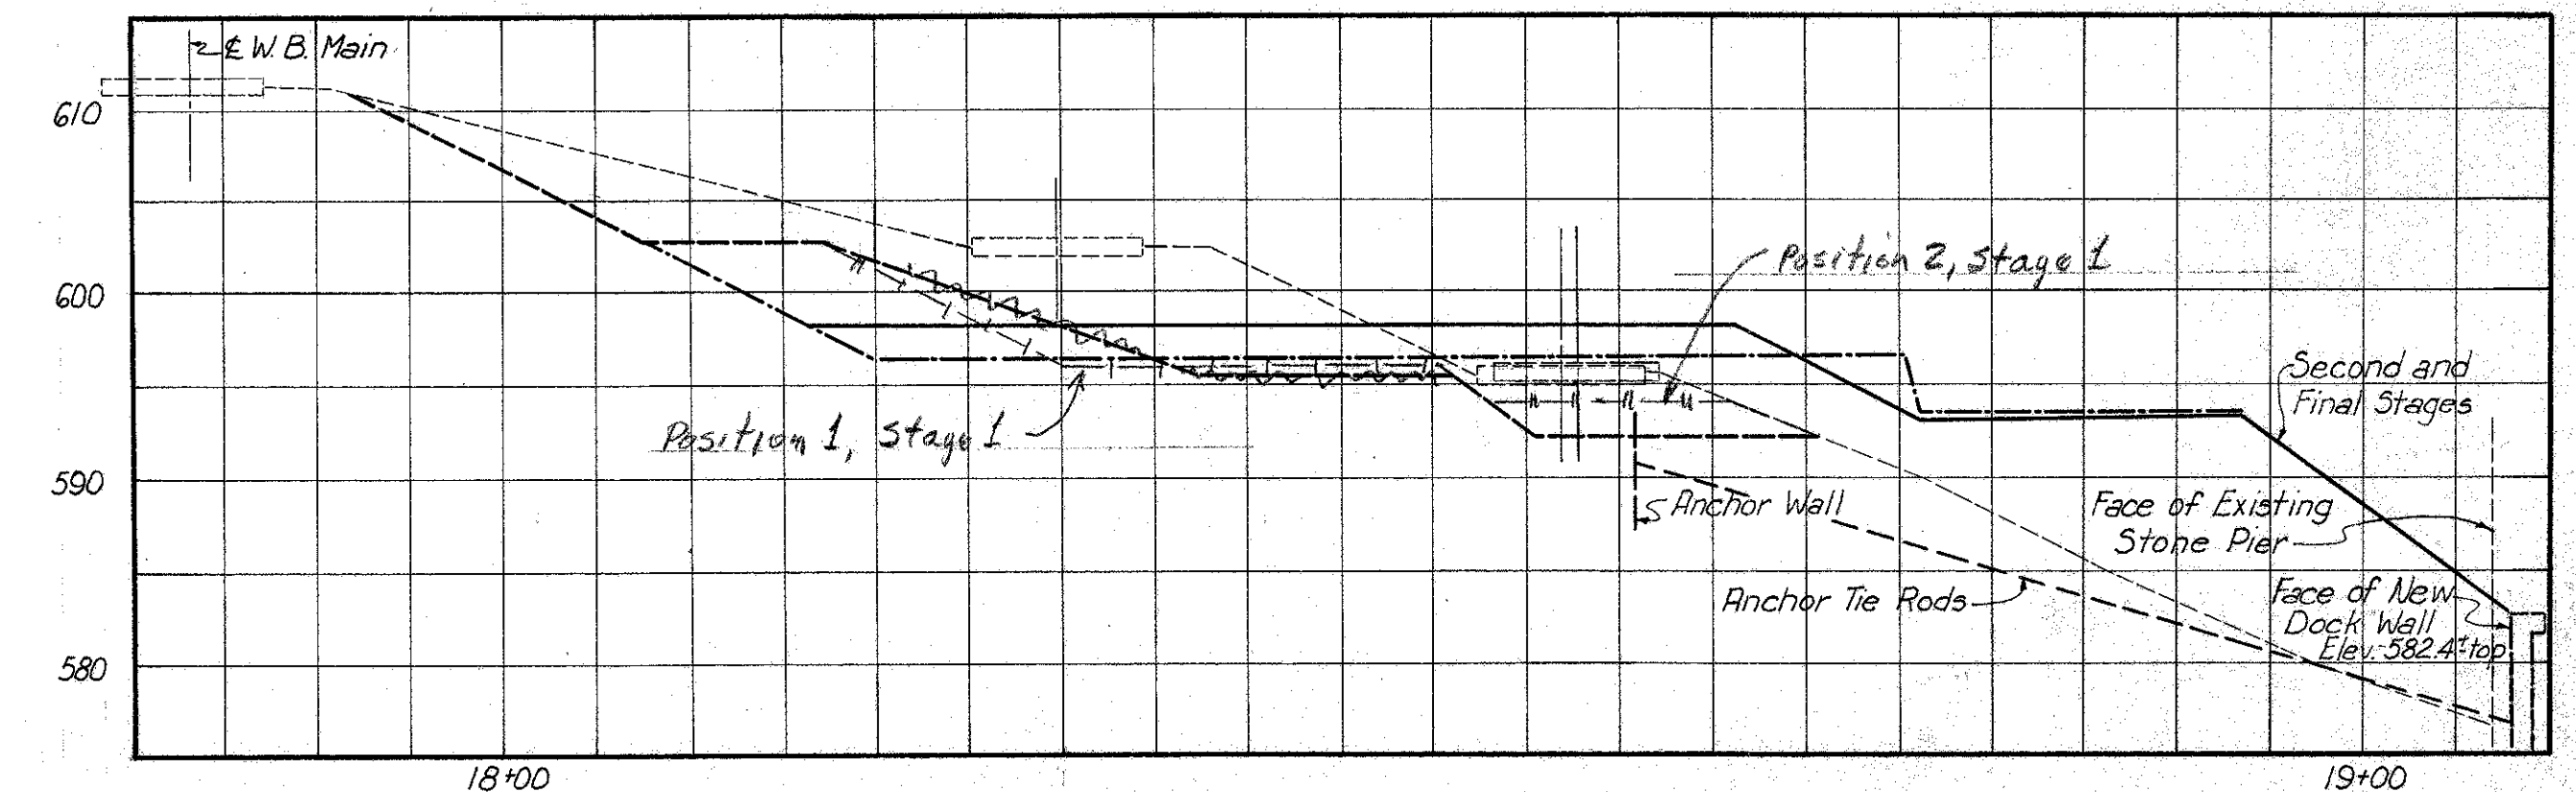 ℄ W.B. Main
610
600
590
580
Position 2, Stage 1
Position 1, Stage 1
Second and
Final Stages
Anchor Wall
Face of Existing
Stone Pier
Anchor Tie Rods
Face of New
Dock Wall
Elev. 582.4± top
18+00
19+00